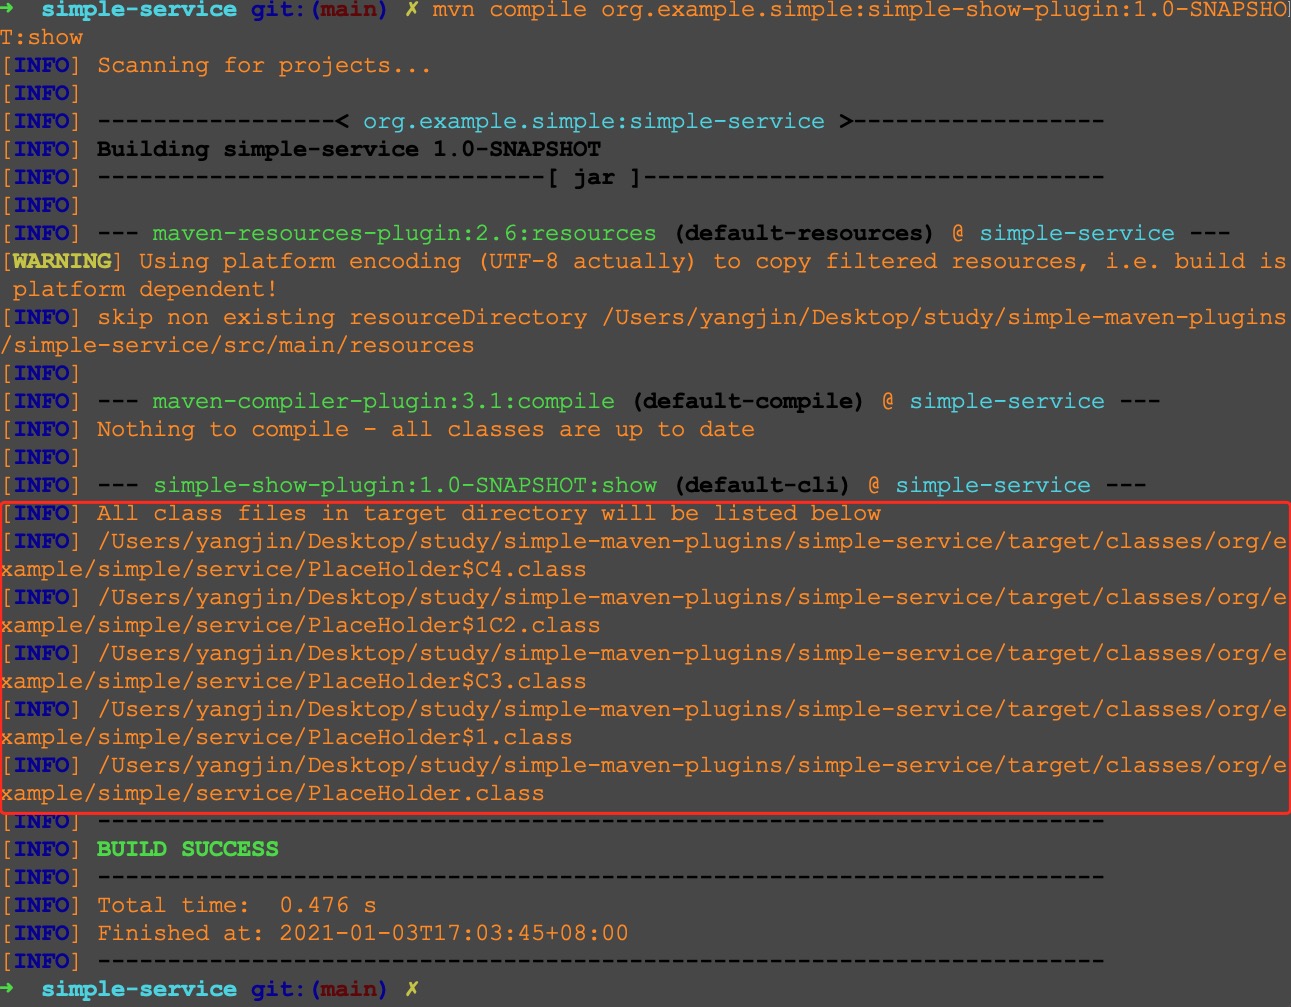 ➜  simple-service git:(main) ✗ mvn compile org.example.simple:simple-show-plugin:1.0-SNAPSHO
T:show
[INFO] Scanning for projects...
[INFO]
[INFO] -----------------< org.example.simple:simple-service >------------------
[INFO] Building simple-service 1.0-SNAPSHOT
[INFO] --------------------------------[ jar ]---------------------------------
[INFO]
[INFO] --- maven-resources-plugin:2.6:resources (default-resources) @ simple-service ---
[WARNING] Using platform encoding (UTF-8 actually) to copy filtered resources, i.e. build is
 platform dependent!
[INFO] skip non existing resourceDirectory /Users/yangjin/Desktop/study/simple-maven-plugins
/simple-service/src/main/resources
[INFO]
[INFO] --- maven-compiler-plugin:3.1:compile (default-compile) @ simple-service ---
[INFO] Nothing to compile - all classes are up to date
[INFO]
[INFO] --- simple-show-plugin:1.0-SNAPSHOT:show (default-cli) @ simple-service ---
[INFO] All class files in target directory will be listed below
[INFO] /Users/yangjin/Desktop/study/simple-maven-plugins/simple-service/target/classes/org/e
xample/simple/service/PlaceHolder$C4.class
[INFO] /Users/yangjin/Desktop/study/simple-maven-plugins/simple-service/target/classes/org/e
xample/simple/service/PlaceHolder$1C2.class
[INFO] /Users/yangjin/Desktop/study/simple-maven-plugins/simple-service/target/classes/org/e
xample/simple/service/PlaceHolder$C3.class
[INFO] /Users/yangjin/Desktop/study/simple-maven-plugins/simple-service/target/classes/org/e
xample/simple/service/PlaceHolder$1.class
[INFO] /Users/yangjin/Desktop/study/simple-maven-plugins/simple-service/target/classes/org/e
xample/simple/service/PlaceHolder.class
[INFO] ------------------------------------------------------------------------
[INFO] BUILD SUCCESS
[INFO] ------------------------------------------------------------------------
[INFO] Total time:  0.476 s
[INFO] Finished at: 2021-01-03T17:03:45+08:00
[INFO] ------------------------------------------------------------------------
➜  simple-service git:(main) ✗